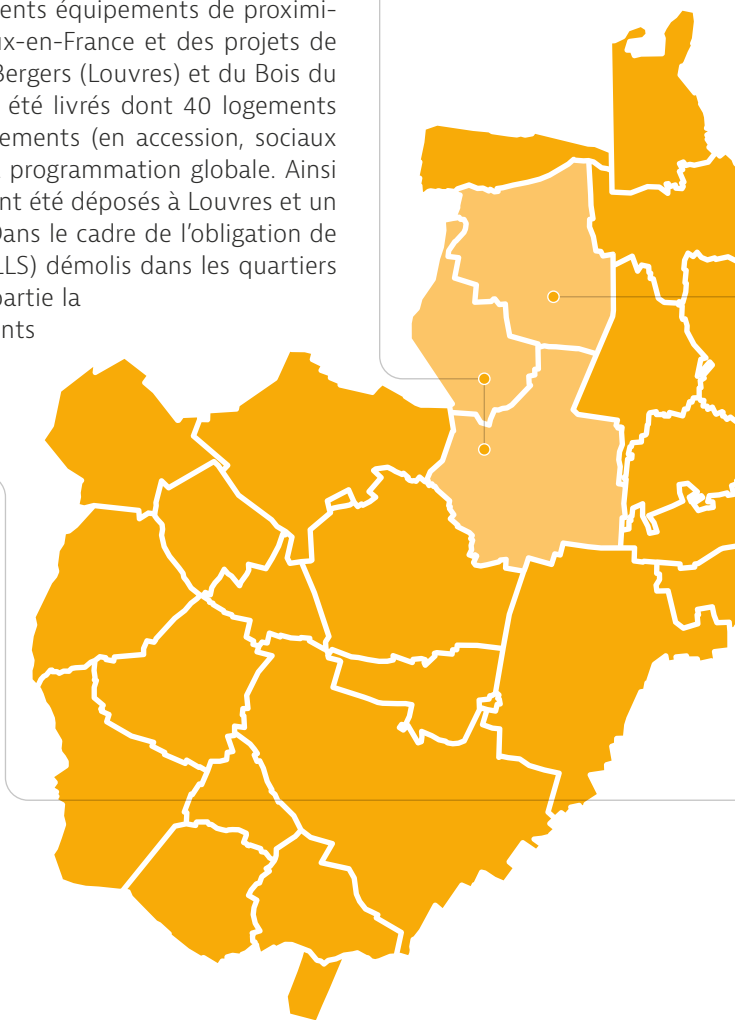 ents équipements de proximi-
ux-en-France et des projets de
Bergers (Louvres) et du Bois du
été livrés dont 40 logements
ements (en accession, sociaux
programmation globale. Ainsi
nt été déposés à Louvres et un
Dans le cadre de l’obligation de
LLS) démolis dans les quartiers
partie la
nts